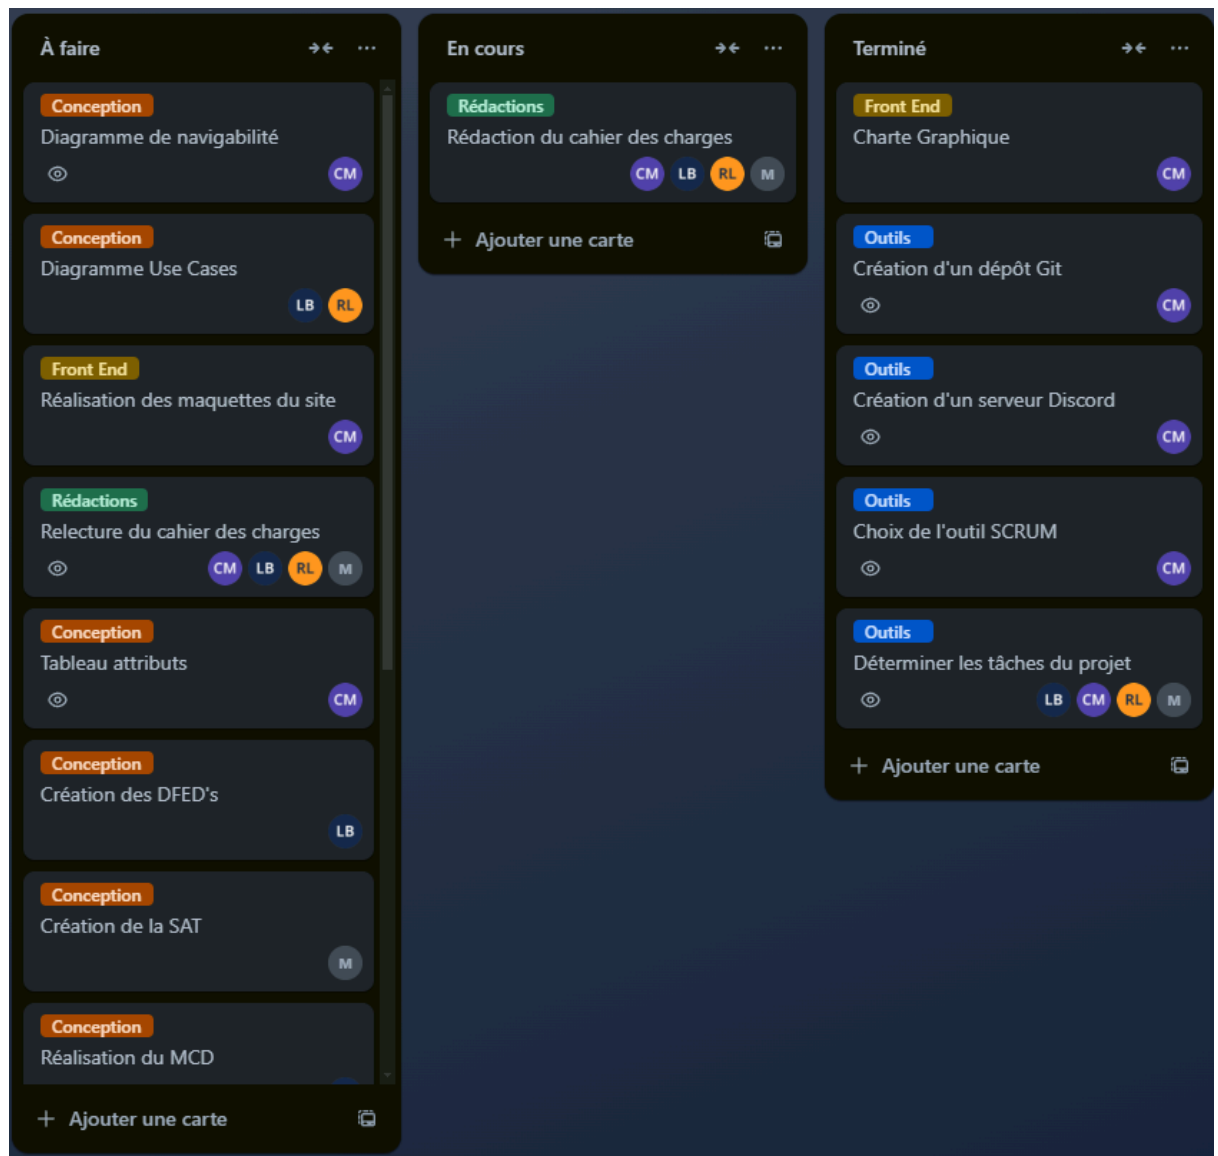 À faire
Conception
Diagramme de navigabilité
CM
Conception
Diagramme Use Cases
LB RL
Front End
Réalisation des maquettes du site
CM
Rédactions
Relecture du cahier des charges
CM LB RL M
Conception
Tableau attributs
CM
Conception
Création des DFED's
LB
Conception
Création de la SAT
M
Conception
Réalisation du MCD
Ajouter une carte
En cours
Rédactions
Rédaction du cahier des charges
CM LB RL M
Ajouter une carte
Terminé
Front End
Charte Graphique
CM
Outils
Création d'un dépôt Git
CM
Outils
Création d'un serveur Discord
CM
Outils
Choix de l'outil SCRUM
CM
Outils
Déterminer les tâches du projet
LB CM RL M
Ajouter une carte